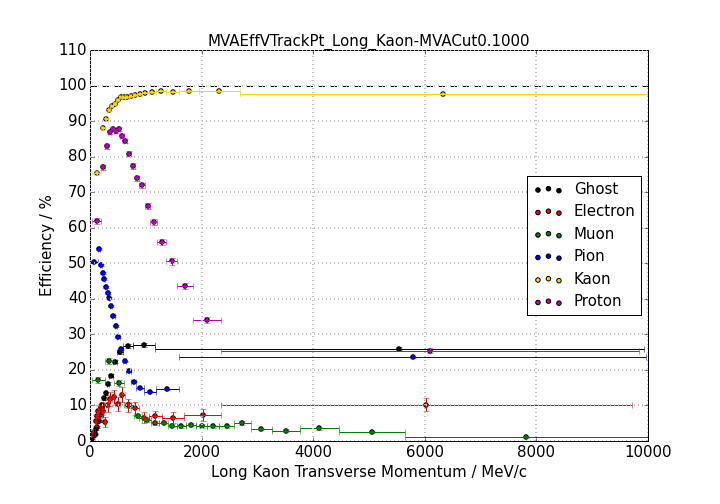 MVAEffVTrackPt_Long_Kaon-MVACut0.1000
110
100
90
80
70
60
50
40
30
20
10
0
Efficiency / %
Ghost
Electron
Muon
Pion
Kaon
Proton
0 2000 4000 6000 8000 10000
Long Kaon Transverse Momentum / MeV/c